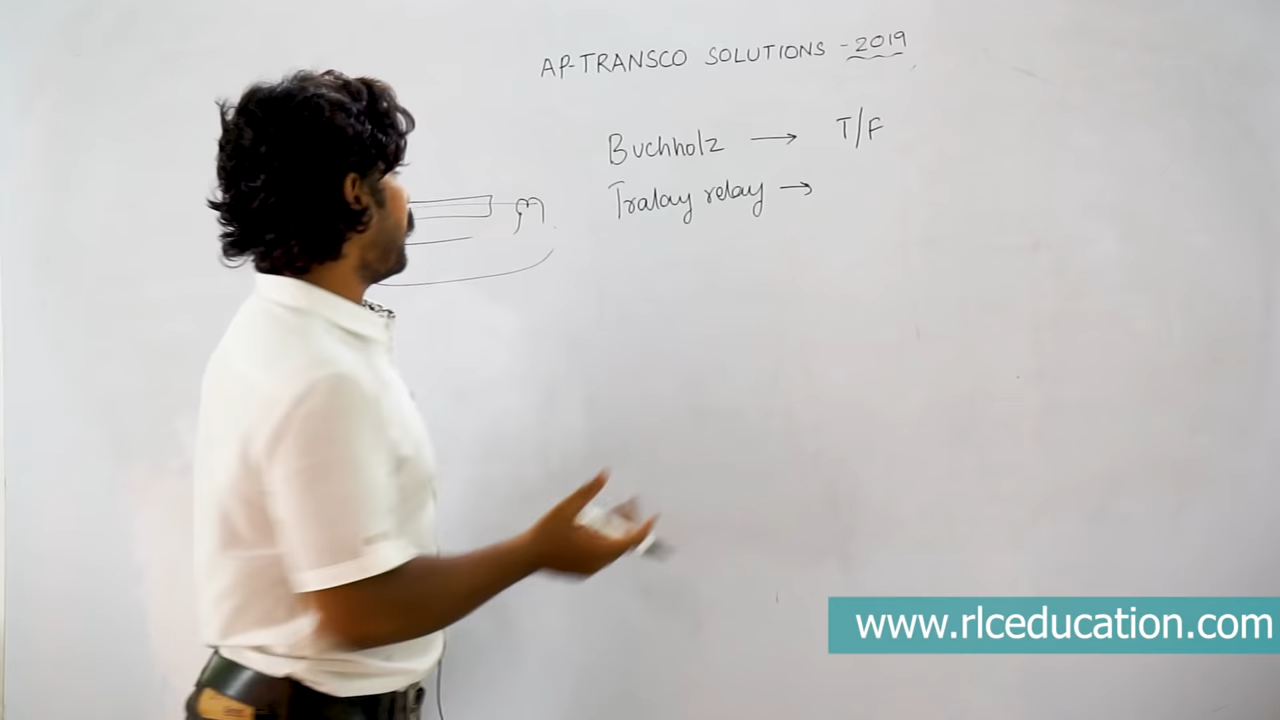 AP-TRANSCO SOLUTIONS - 2019
Buchholz → T/F
Tralay relay →
www.rlceducation.com